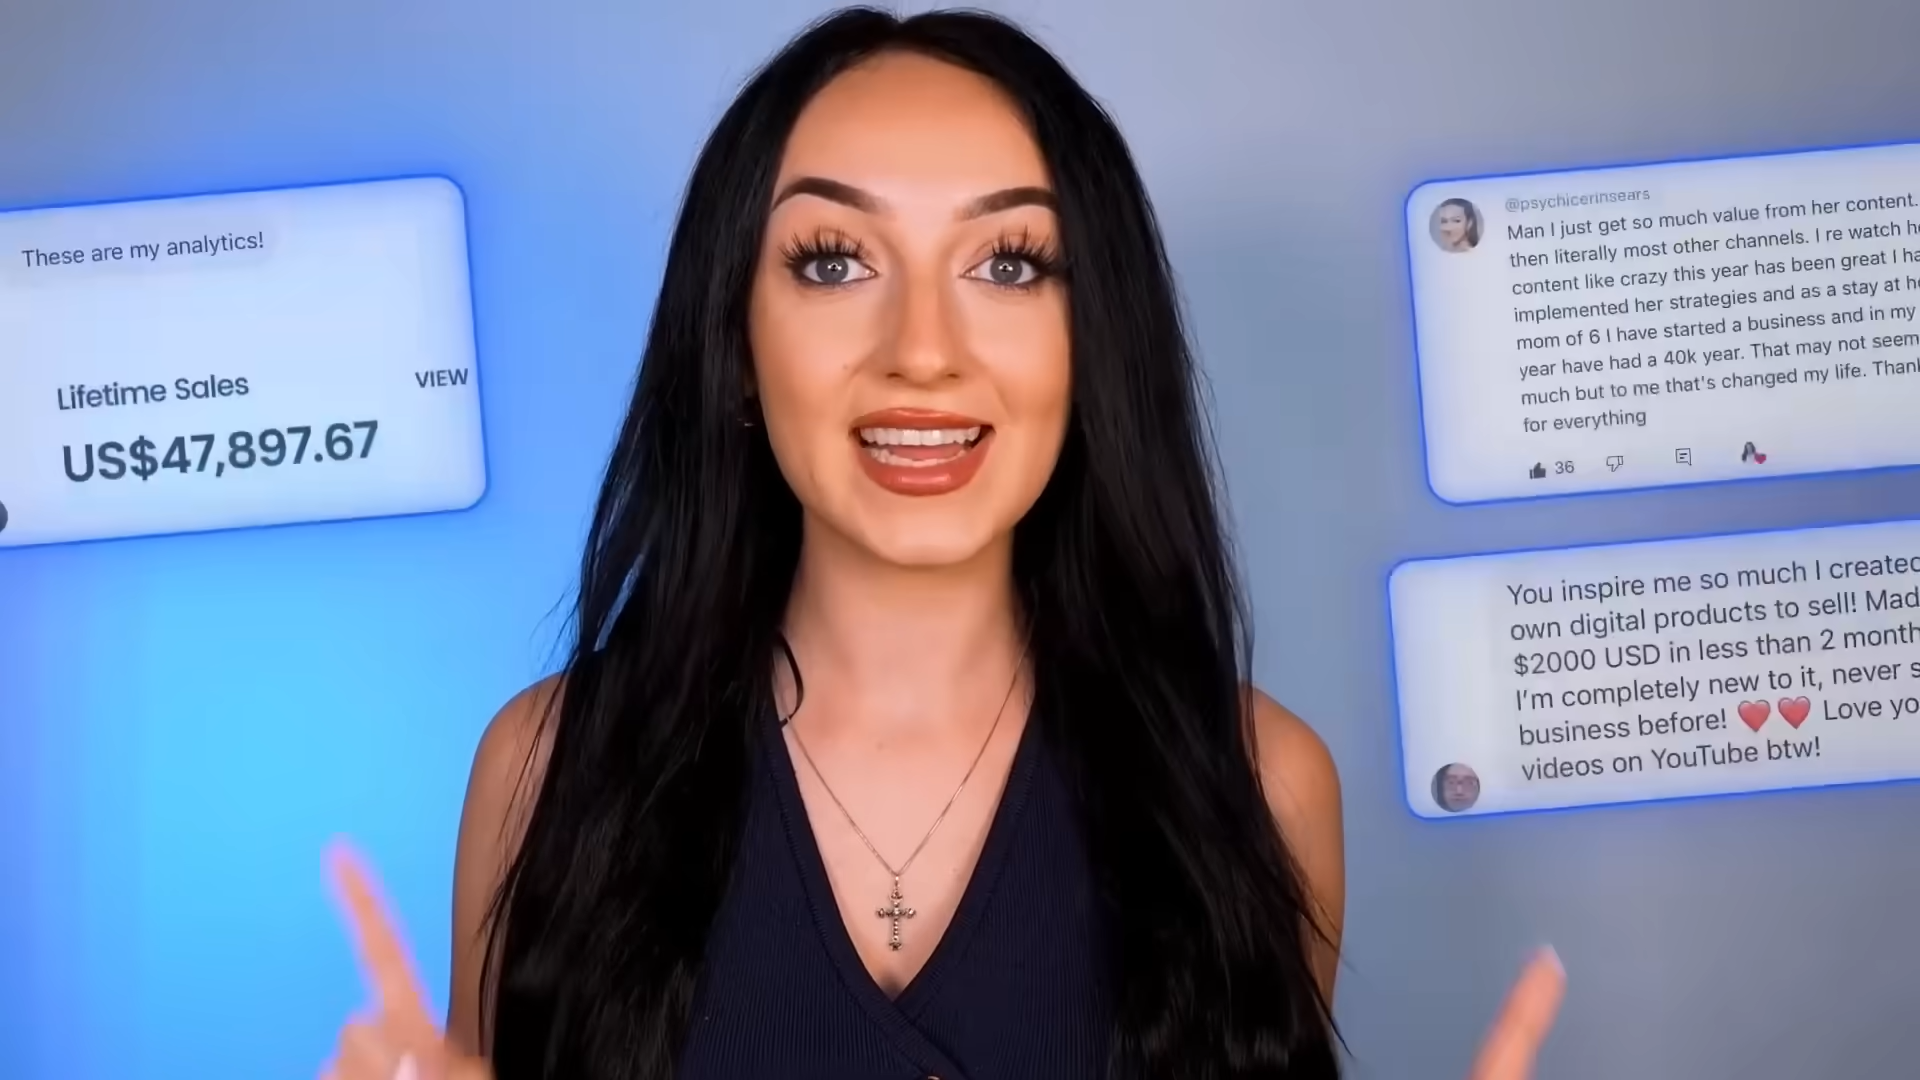 These are my analytics!
Lifetime Sales
VIEW
US$47,897.67
@psychicerinsears
Man I just get so much value from her content.
then literally most other channels. I re watch
content like crazy this year has been great I
implemented her strategies and as a stay at
mom of 6 I have started a business and in my
year have had a 40k year. That may not seem
much but to me that's changed my life.
for everything
36
You inspire me so much I
own digital products to sell!
$2000 USD in less than 2
I'm completely new to it, never
business before! ❤️❤️ Love
videos on YouTube btw!